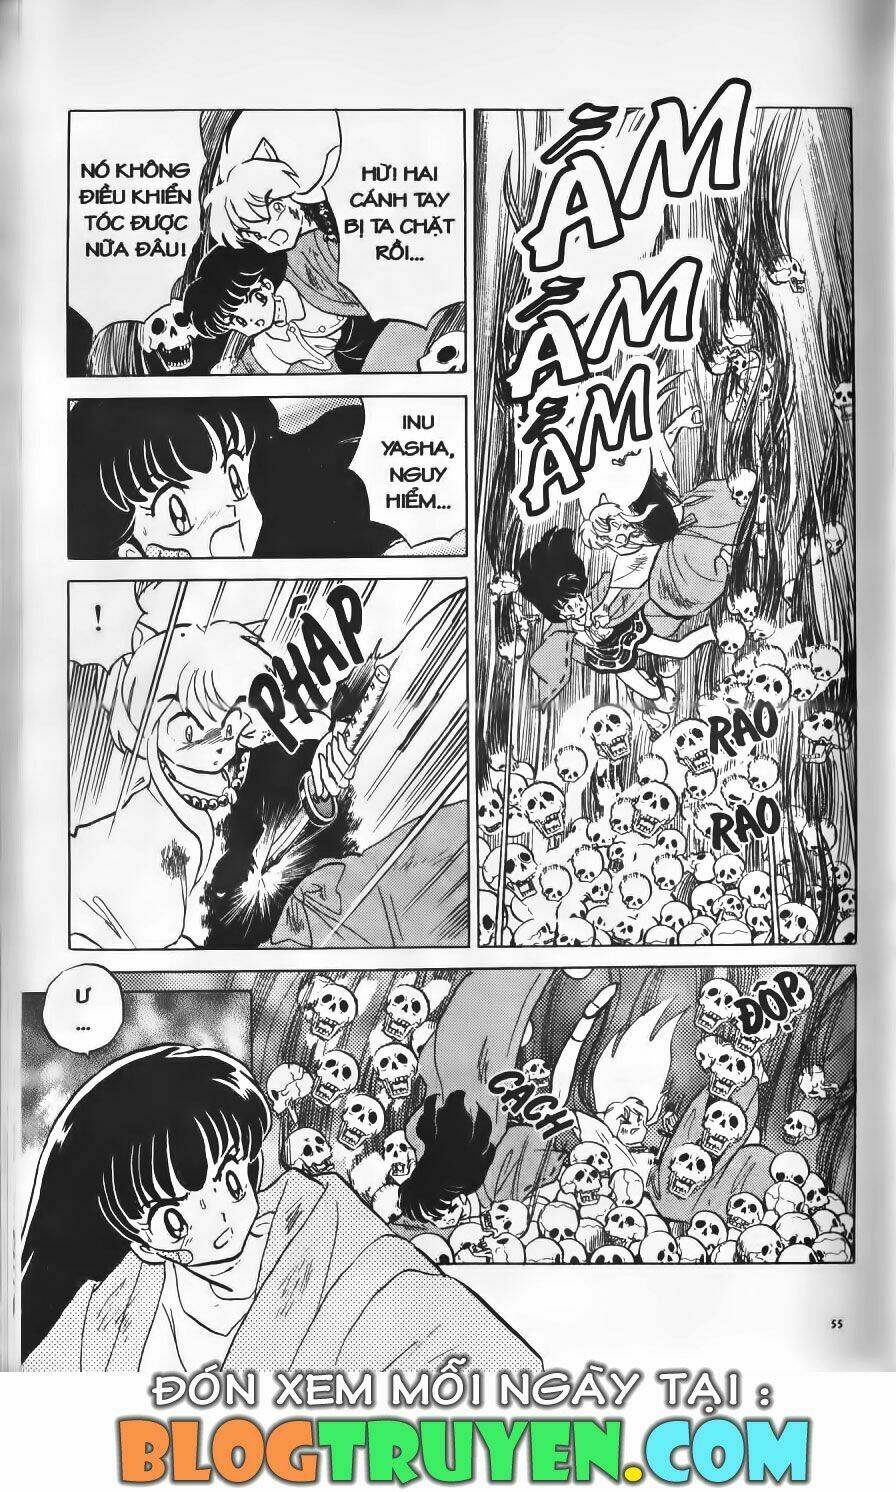 ẦM
ẦM
ẦM
RÀO
RÀO
HỪ! HAI
CÁNH TAY
BỊ TA CHẶT
RỒI...
NÓ KHÔNG
ĐIỀU KHIỂN
TÓC ĐƯỢC
NỮA ĐÂU!
INU
YASHA,
NGUY
HIỂM...
PHẬP
!
ĐỘP
CẠCH
Ư
...
55
ĐÓN XEM MỖI NGÀY TẠI :
BLOGTRUYEN.COM